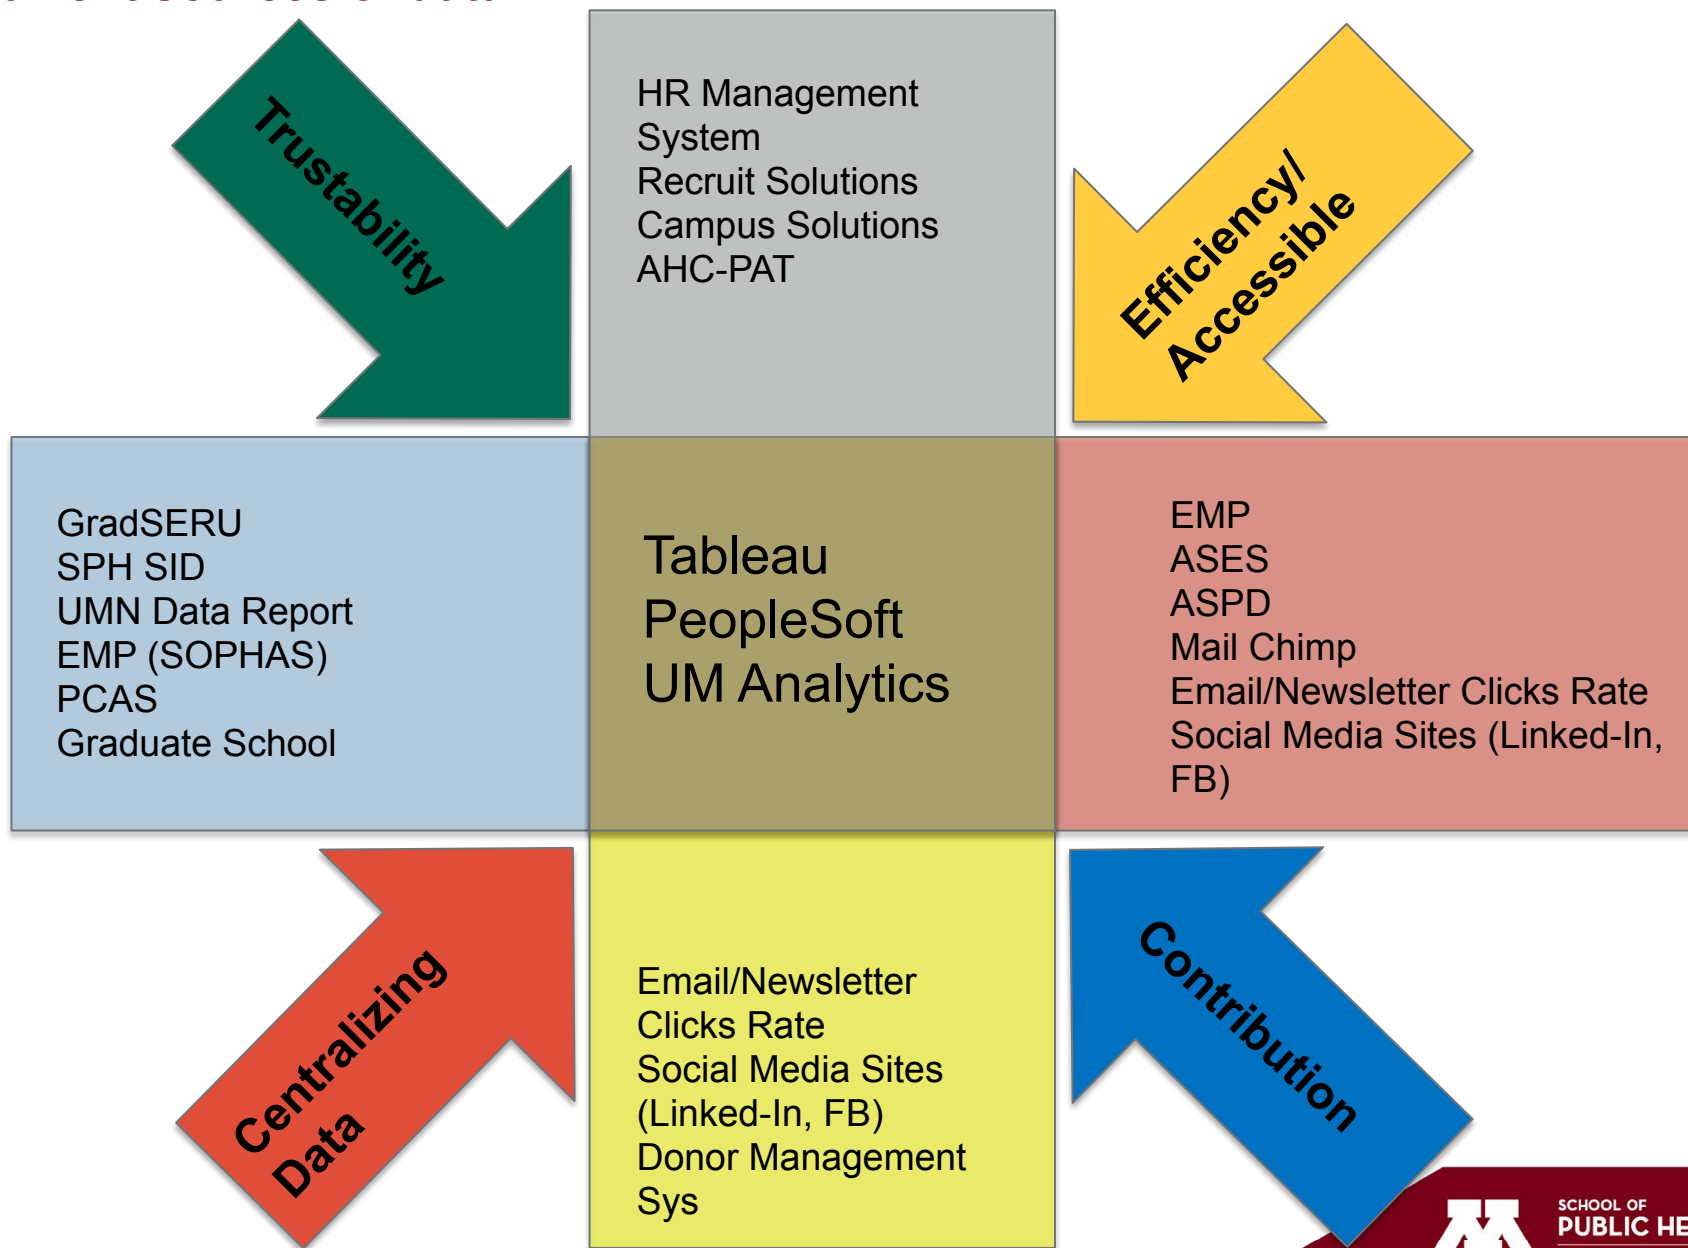 HR Management
System
Recruit Solutions
Campus Solutions
AHC-PAT
Trustability
Efficiency/
Accessible
GradSERU
SPH SID
UMN Data Report
EMP (SOPHAS)
PCAS
Graduate School
Tableau
PeopleSoft
UM Analytics
EMP
ASES
ASPD
Mail Chimp
Email/Newsletter Clicks Rate
Social Media Sites (Linked-In,
FB)
Centralizing
Data
Email/Newsletter
Clicks Rate
Social Media Sites
(Linked-In, FB)
Donor Management
Sys
Contribution
SCHOOL OF
PUBLIC HE